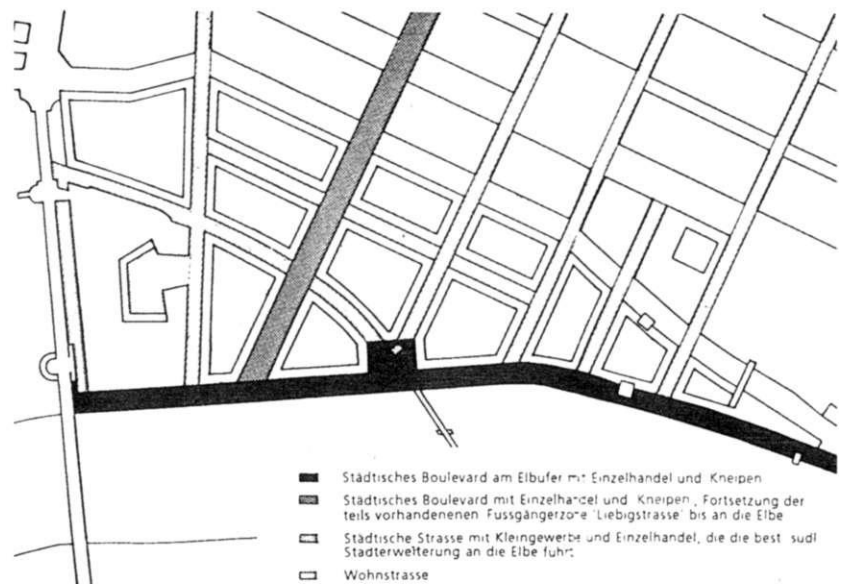 Städtisches Boulevard am Elbufer mit Einzelhandel und Kneipen
Städtisches Boulevard mit Einzelhandel und Kneipen, Fortsetzung der
teils vorhandenenen Fussgängerzone 'Liebigstrasse' bis an die Elbe
Städtische Strasse mit Kleingewerbe und Einzelhandel, die die best. südl
Stadterweiterung an die Elbe führt
Wohnstrasse